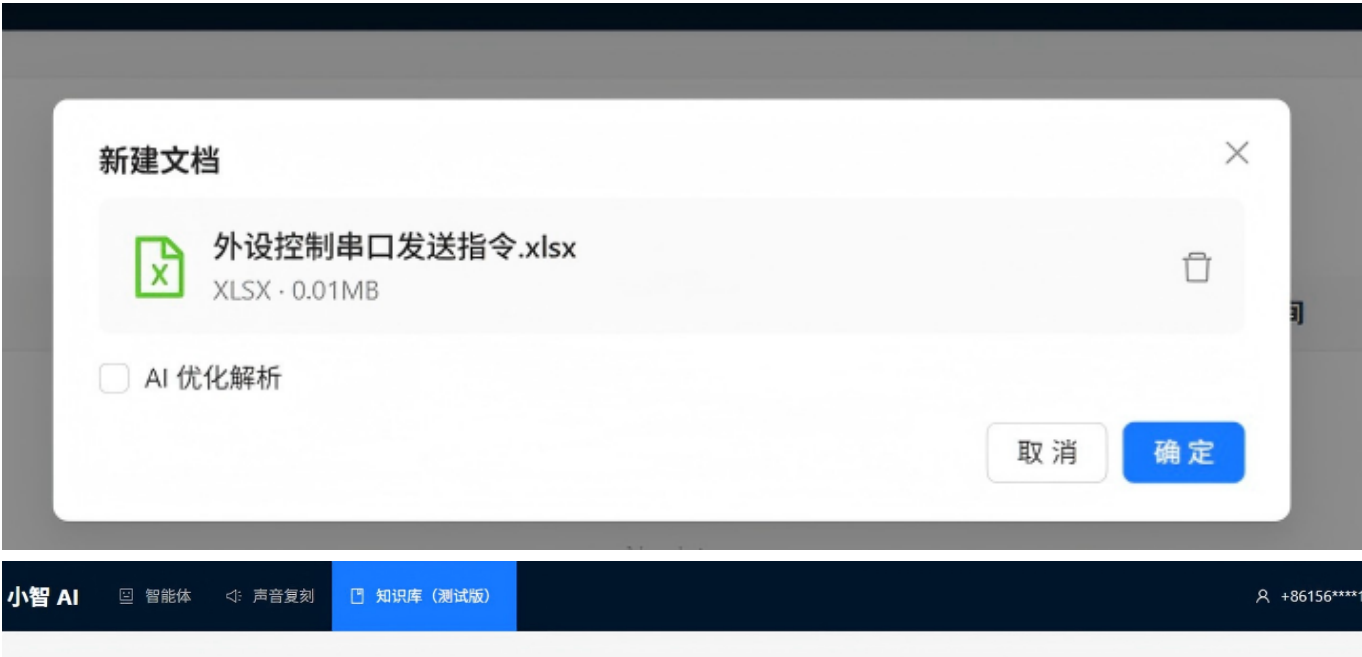 新建文档
外设控制串口发送指令.xlsx
XLSX · 0.01MB
间
AI 优化解析
取 消 确 定
小智 AI 智能体 声音复刻 知识库（测试版） +86156****1